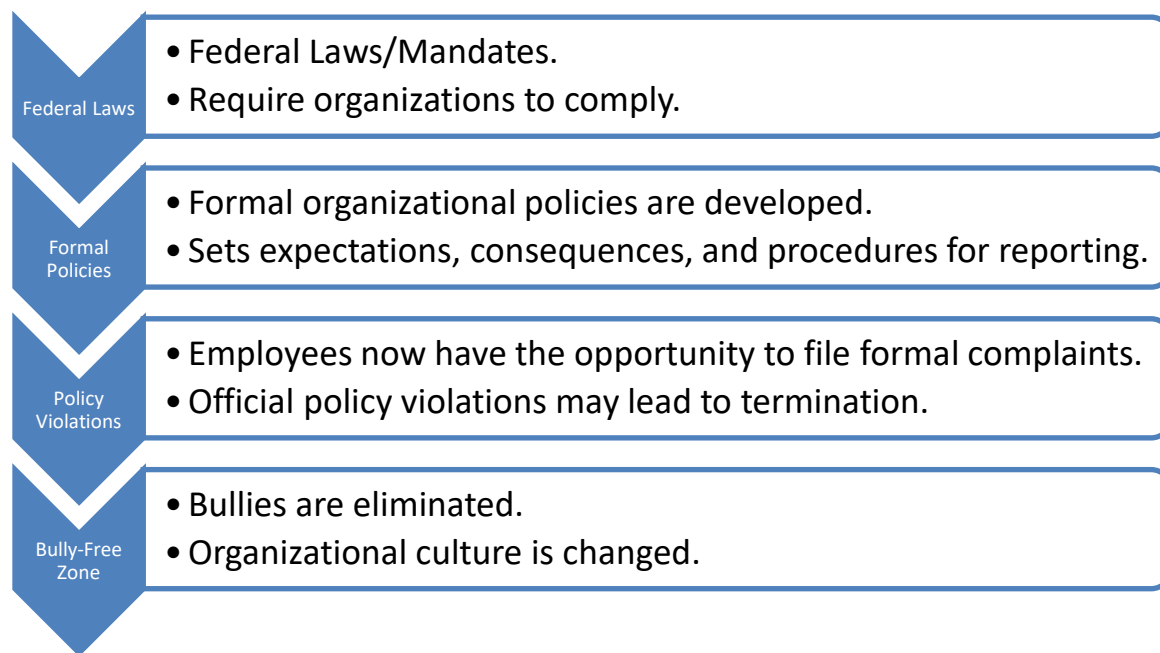 Federal Laws
• Federal Laws/Mandates.
• Require organizations to comply.
Formal
Policies
• Formal organizational policies are developed.
• Sets expectations, consequences, and procedures for reporting.
Policy
Violations
• Employees now have the opportunity to file formal complaints.
• Official policy violations may lead to termination.
Bully-Free
Zone
• Bullies are eliminated.
• Organizational culture is changed.